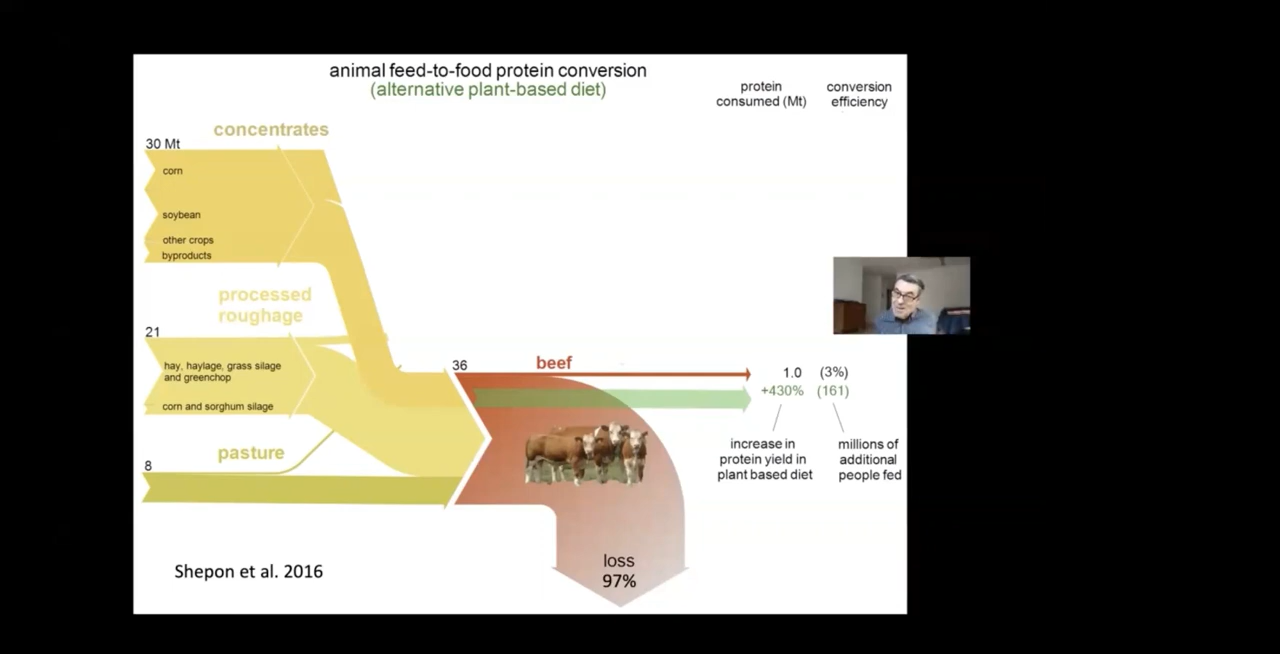 animal feed-to-food protein conversion
(alternative plant-based diet)
protein
consumed (Mt)
conversion
efficiency
concentrates
30 Mt
corn
soybean
other crops
byproducts
processed
roughage
21
hay, haylage, grass silage
and greenchop
corn and sorghum silage
pasture
8
36
beef
1.0
(3%)
+430%
(161)
increase in
protein yield in
plant based diet
millions of
additional
people fed
loss
97%
Shepon et al. 2016